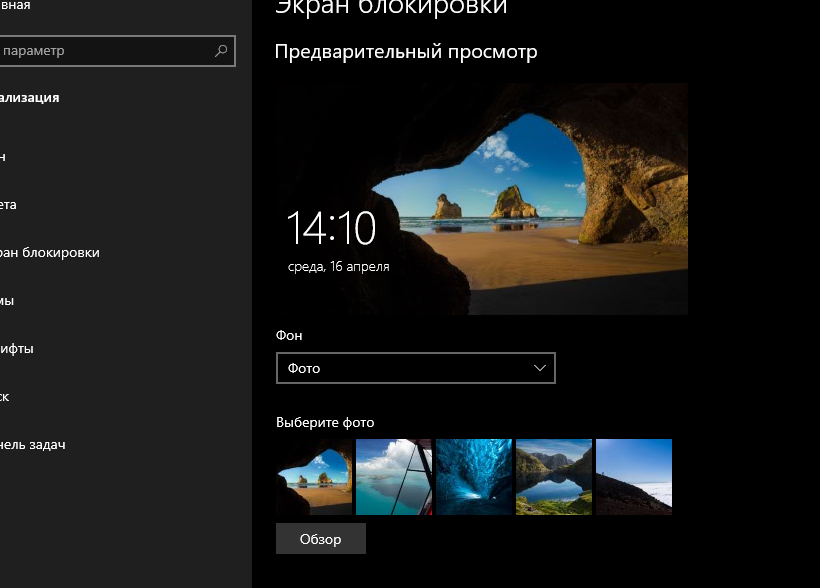 вная
Экран блокировки
параметр
Предварительный просмотр
ализация
н
ета
ран блокировки
мы
ифты
ск
нель задач
14:10
среда, 16 апреля
Фон
Фото
Выберите фото
Обзор